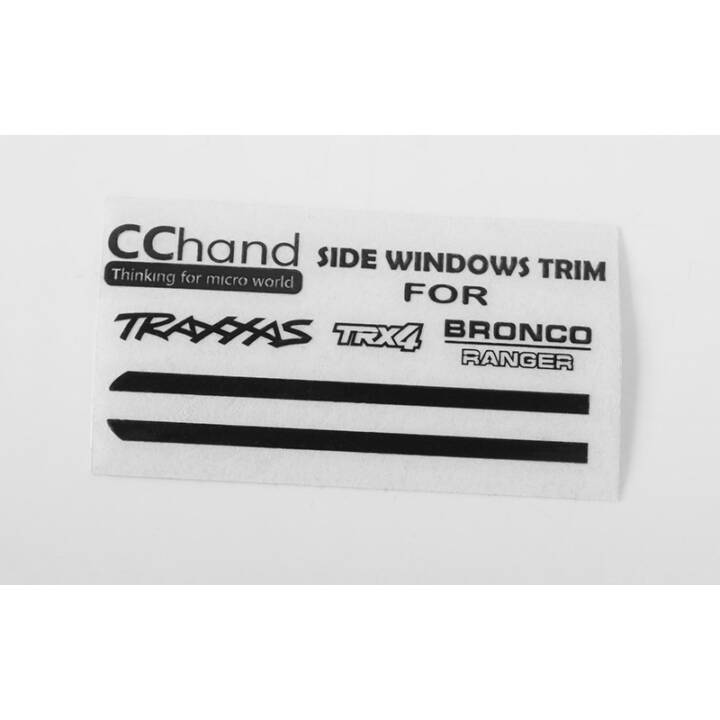 CChand
Thinking for micro world
SIDE WINDOWS TRIM
FOR
TRAXXAS
TRX4
BRONCO
RANGER